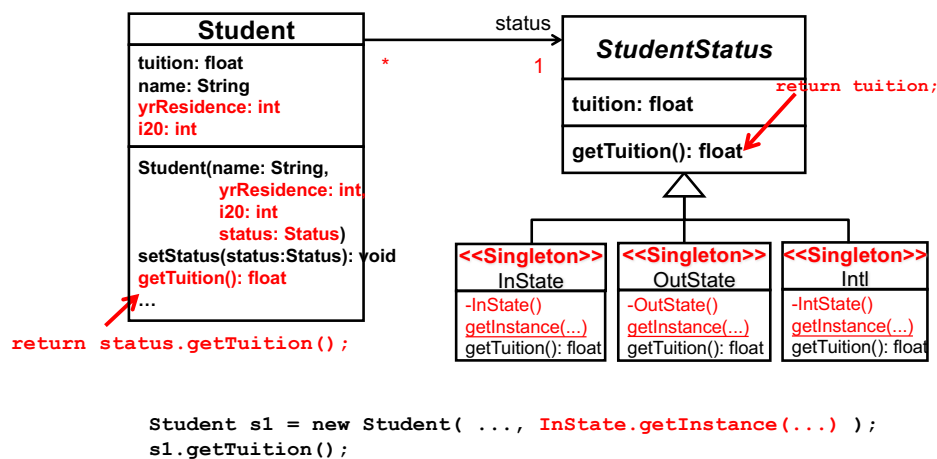 Student
tuition: float
name: String
yrResidence: int
i20: int
Student(name: String,
yrResidence: int,
i20: int
status: Status)
setStatus(status:Status): void
getTuition(): float
…
return status.getTuition();
status
*
1
StudentStatus
tuition: float
return tuition;
getTuition(): float
<<Singleton>>
InState
-InState()
getInstance(...)
getTuition(): float
<<Singleton>>
OutState
-OutState()
getInstance(...)
getTuition(): float
<<Singleton>>
Intl
-IntState()
getInstance(...)
getTuition(): float
Student s1 = new Student( ..., InState.getInstance(...) );
s1.getTuition();